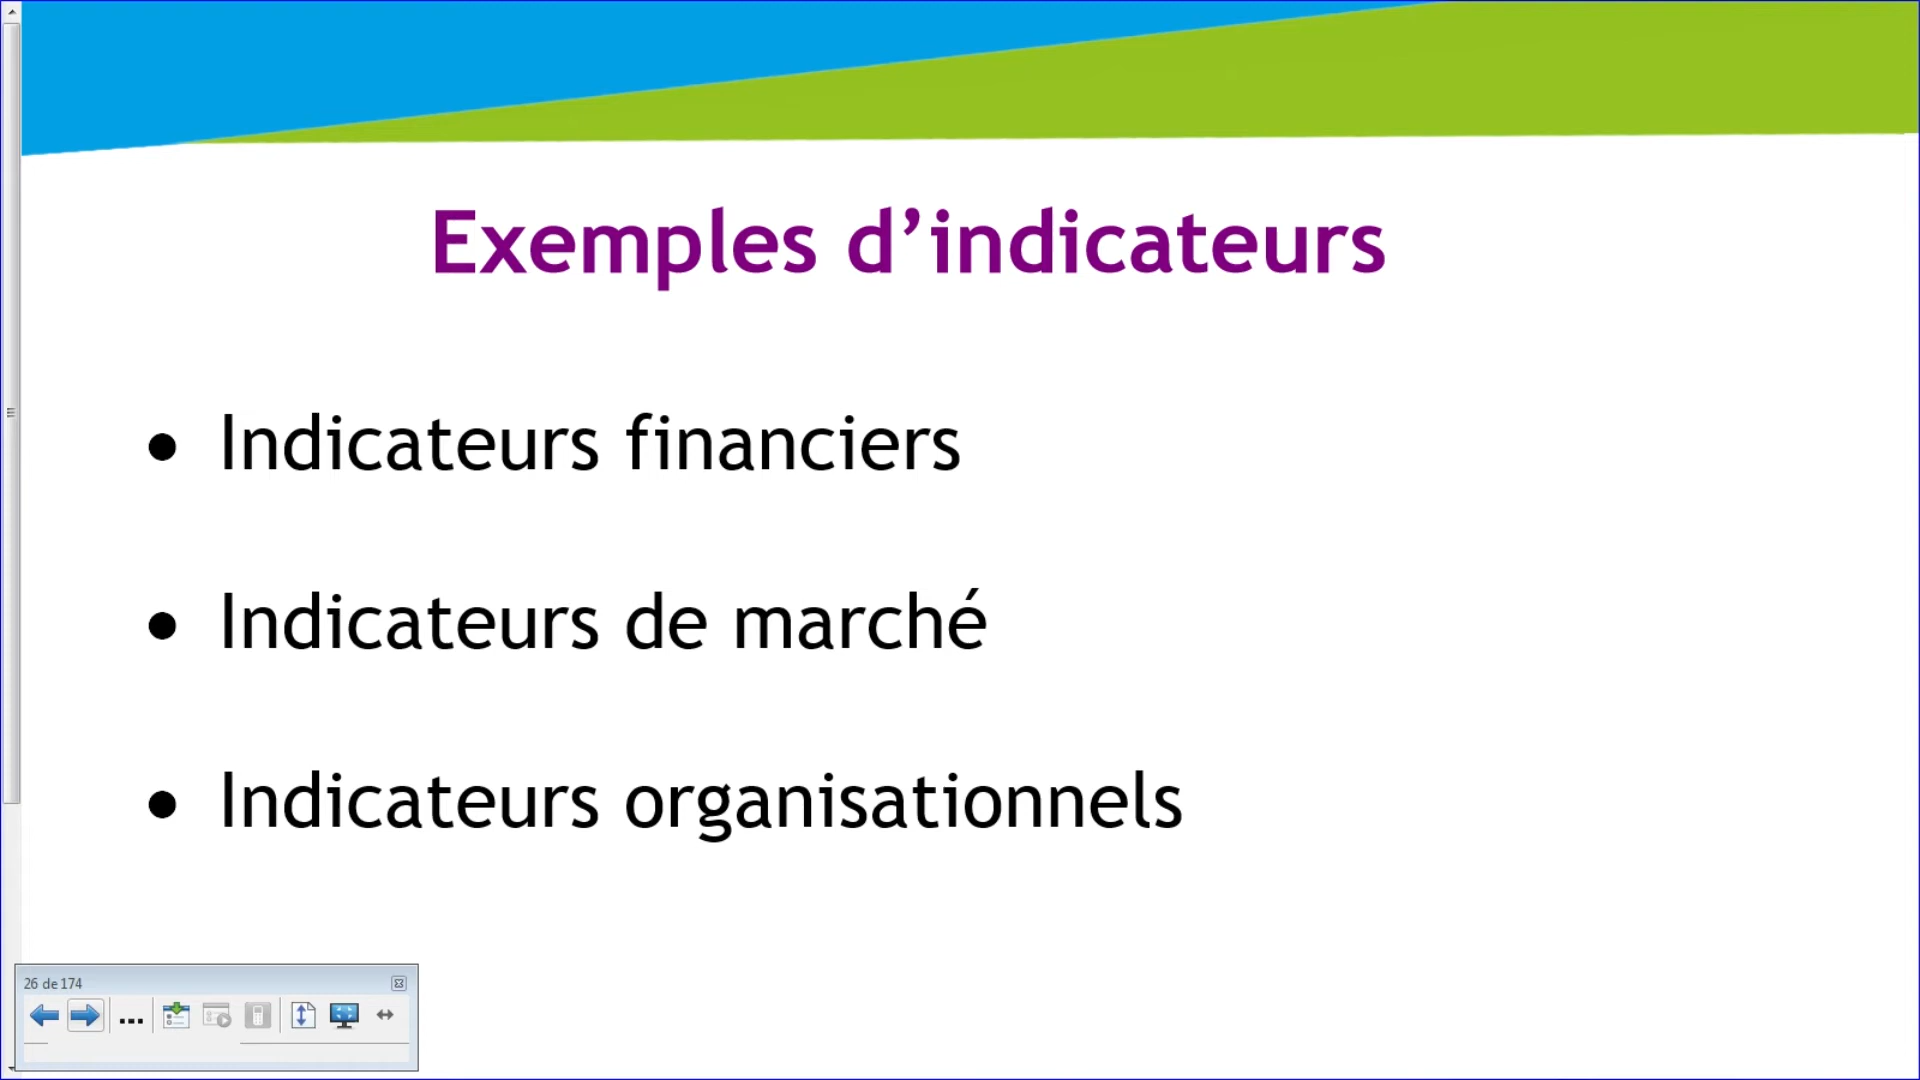 Exemples d’indicateurs
• Indicateurs financiers
• Indicateurs de marché
• Indicateurs organisationnels
26 de 174